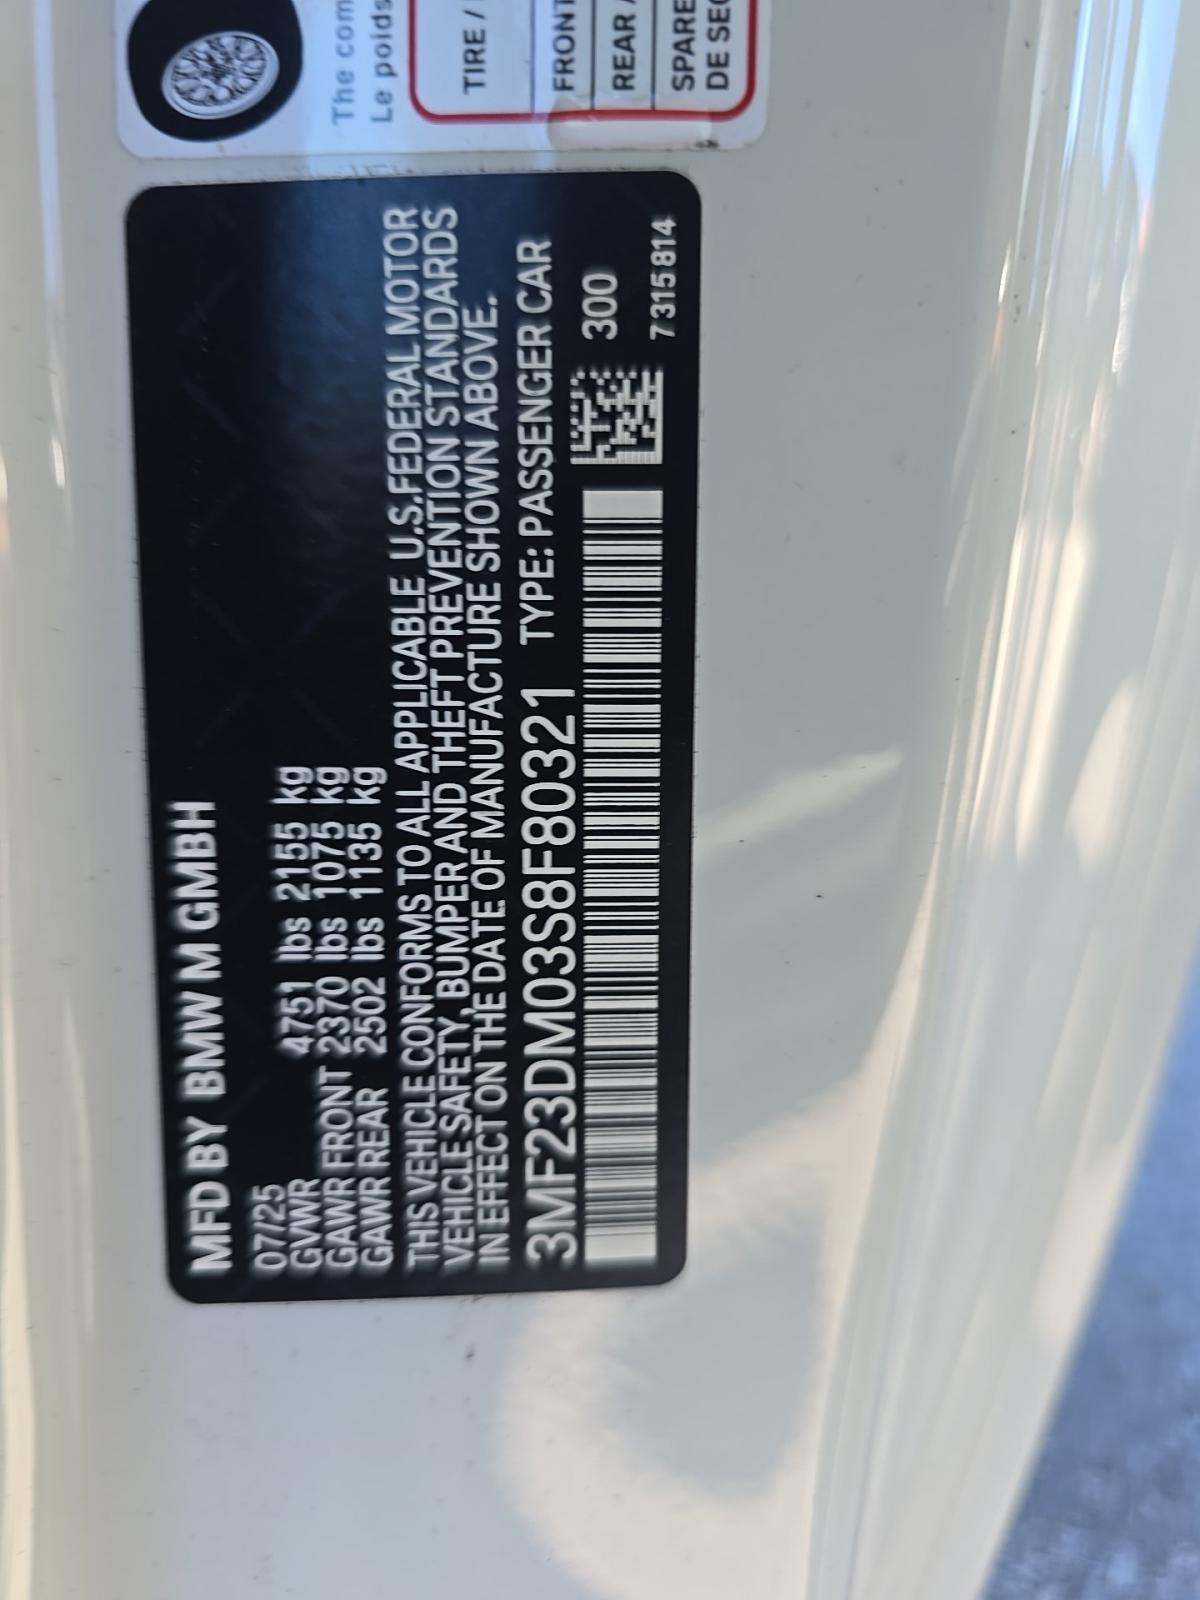 The com
Le poids
TIRE /
FRONT
REAR /
SPARE
DE SEC
MFD BY BMW M GMBH
07/25
GVWR 4751 lbs 2155 kg
GAWR FRONT 2370 lbs 1075 kg
GAWR REAR 2502 lbs 1135 kg
THIS VEHICLE CONFORMS TO ALL APPLICABLE U.S.FEDERAL MOTOR
VEHICLE SAFETY, BUMPER AND THEFT PREVENTION STANDARDS
IN EFFECT ON THE DATE OF MANUFACTURE SHOWN ABOVE.
3MF23DM03S8F80321 TYPE: PASSENGER CAR
300
7315814